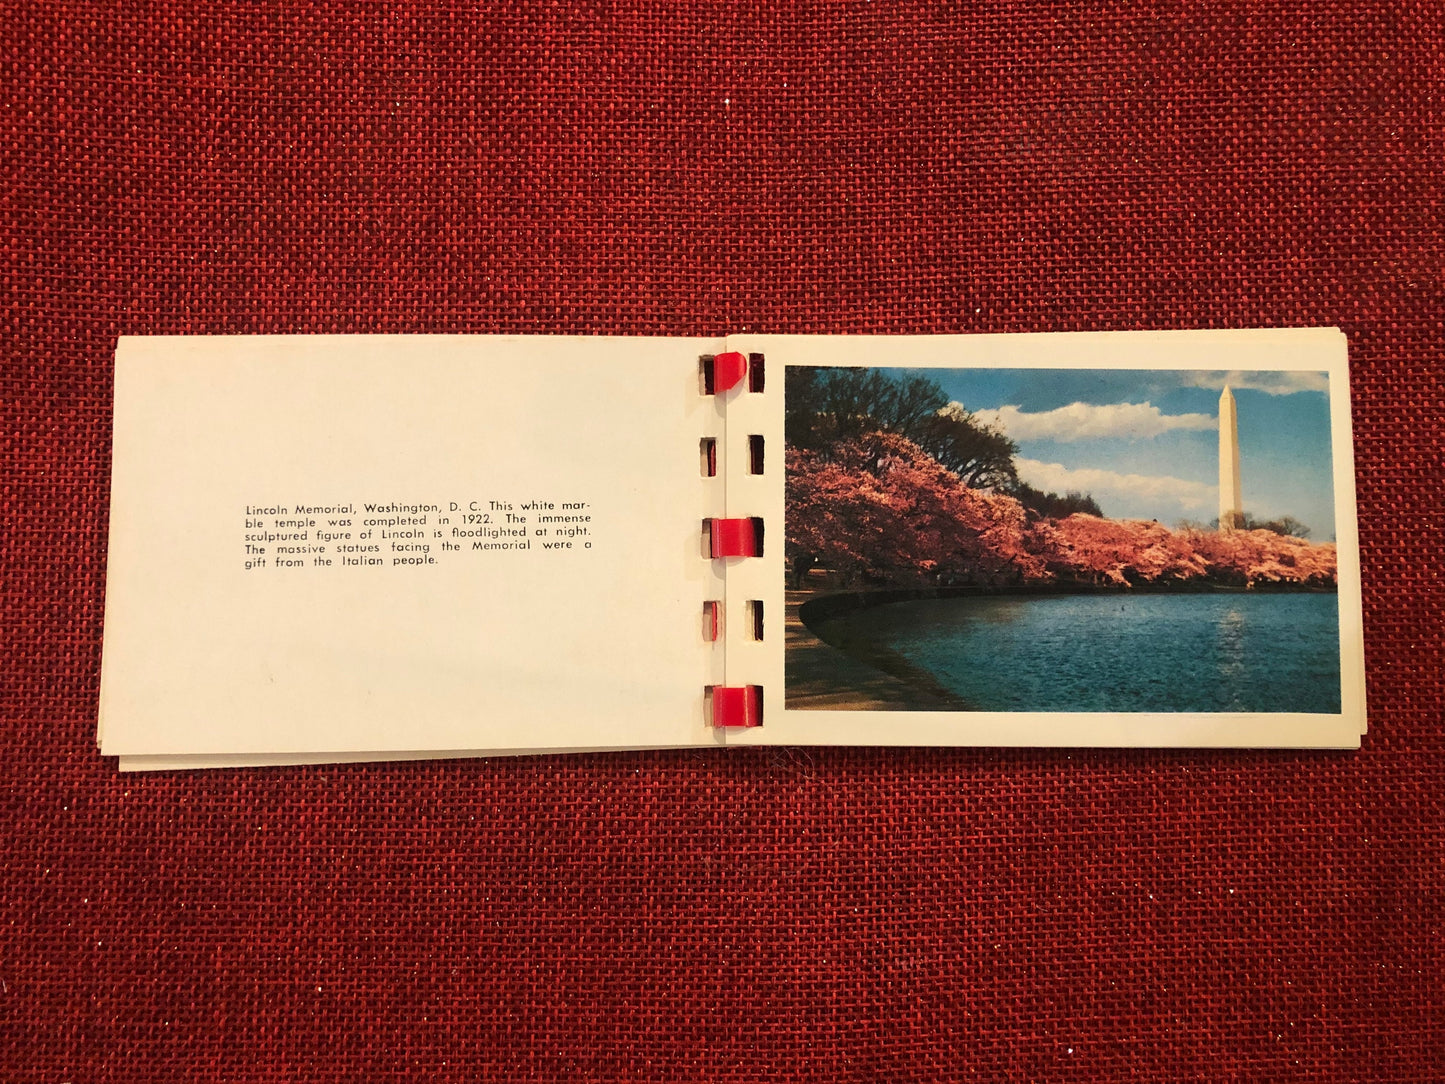 Lincoln Memorial, Washington, D. C. This white mar-
ble temple was completed in 1922. The immense
sculptured figure of Lincoln is floodlighted at night.
The massive statues facing the Memorial were a
gift from the Italian people.